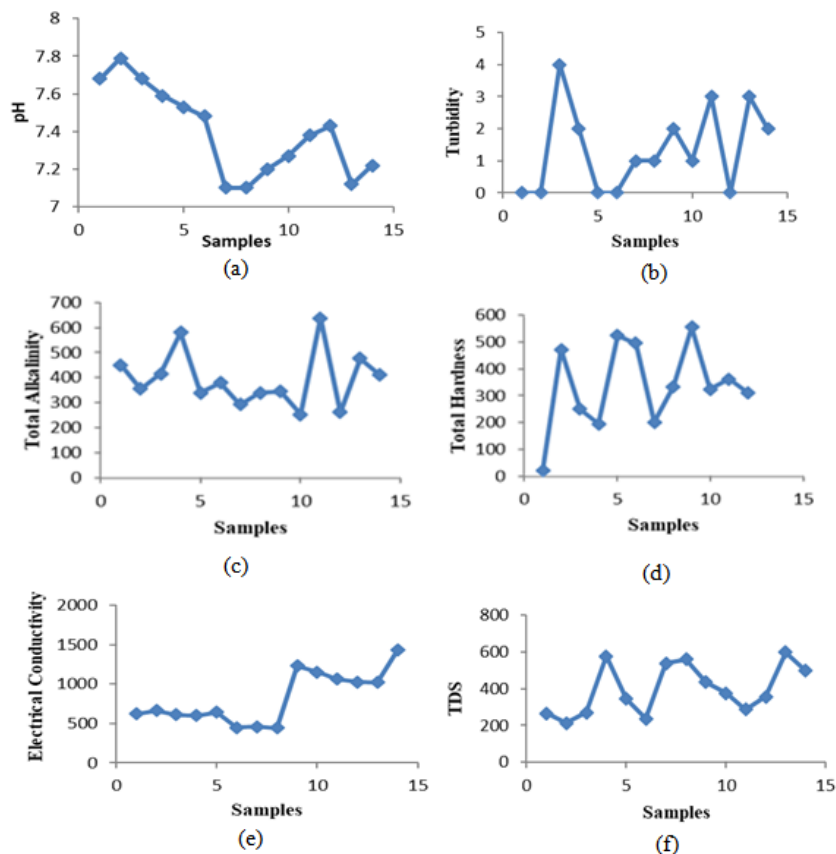 8
7.8
7.6
7.4
7.2
7
pH
0 5 10 15
Samples
(a)
5
4
3
2
1
0
Turbidity
0 5 10 15
Samples
(b)
700
600
500
400
300
200
100
0
Total Alkalinity
0 5 10 15
Samples
(c)
600
500
400
300
200
100
0
Total Hardness
0 5 10 15
Samples
(d)
2000
1500
1000
500
0
Electrical Conductivity
0 5 10 15
Samples
(e)
800
600
400
200
0
TDS
0 5 10 15
Samples
(f)